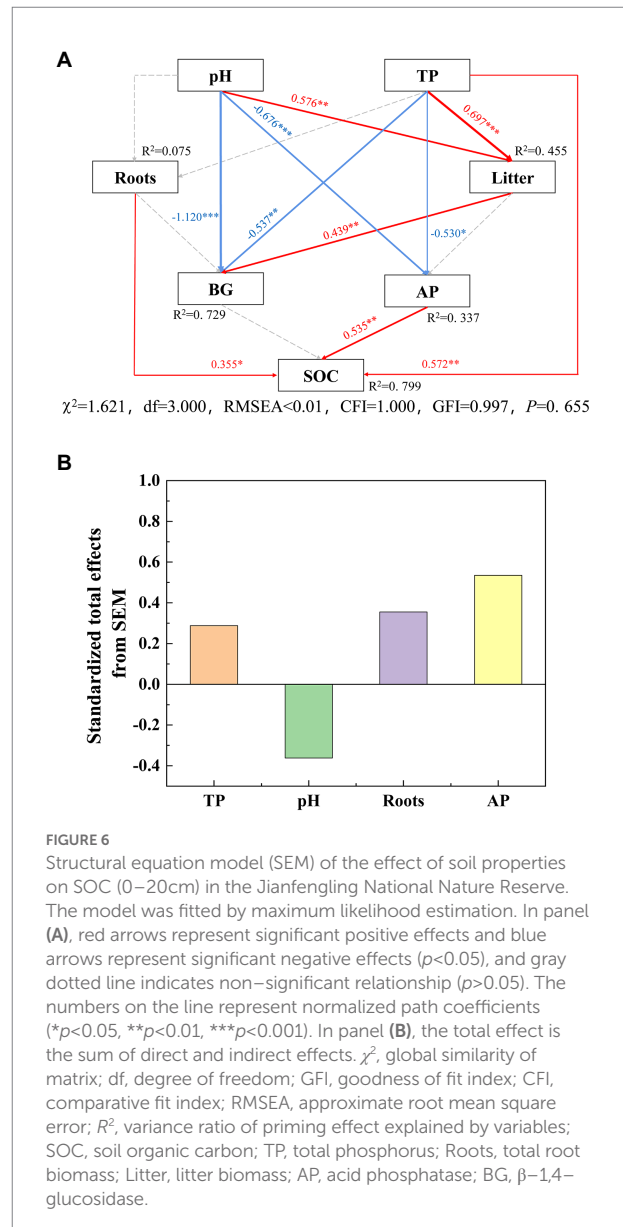 A
pH
TP
0.576**
-0.676***
0.697***
R²=0.075
R²=0. 455
Roots
Litter
-1.120***
-0.537**
0.439**
-0.530*
BG
AP
R²=0. 729
R²=0. 337
0.535**
0.355*
0.572**
SOC
R²=0. 799
χ²=1.621, df=3.000, RMSEA<0.01, CFI=1.000, GFI=0.997, P=0. 655
B
Standardized total effects
from SEM
1.0
0.8
0.6
0.4
0.2
0.0
-0.2
-0.4
TP
pH
Roots
AP
FIGURE 6
Structural equation model (SEM) of the effect of soil properties
on SOC (0–20cm) in the Jianfengling National Nature Reserve.
The model was fitted by maximum likelihood estimation. In panel
(A), red arrows represent significant positive effects and blue
arrows represent significant negative effects (p<0.05), and gray
dotted line indicates non–significant relationship (p>0.05). The
numbers on the line represent normalized path coefficients
(*p<0.05, **p<0.01, ***p<0.001). In panel (B), the total effect is
the sum of direct and indirect effects. χ², global similarity of
matrix; df, degree of freedom; GFI, goodness of fit index; CFI,
comparative fit index; RMSEA, approximate root mean square
error; R², variance ratio of priming effect explained by variables;
SOC, soil organic carbon; TP, total phosphorus; Roots, total root
biomass; Litter, litter biomass; AP, acid phosphatase; BG, β–1,4–
glucosidase.